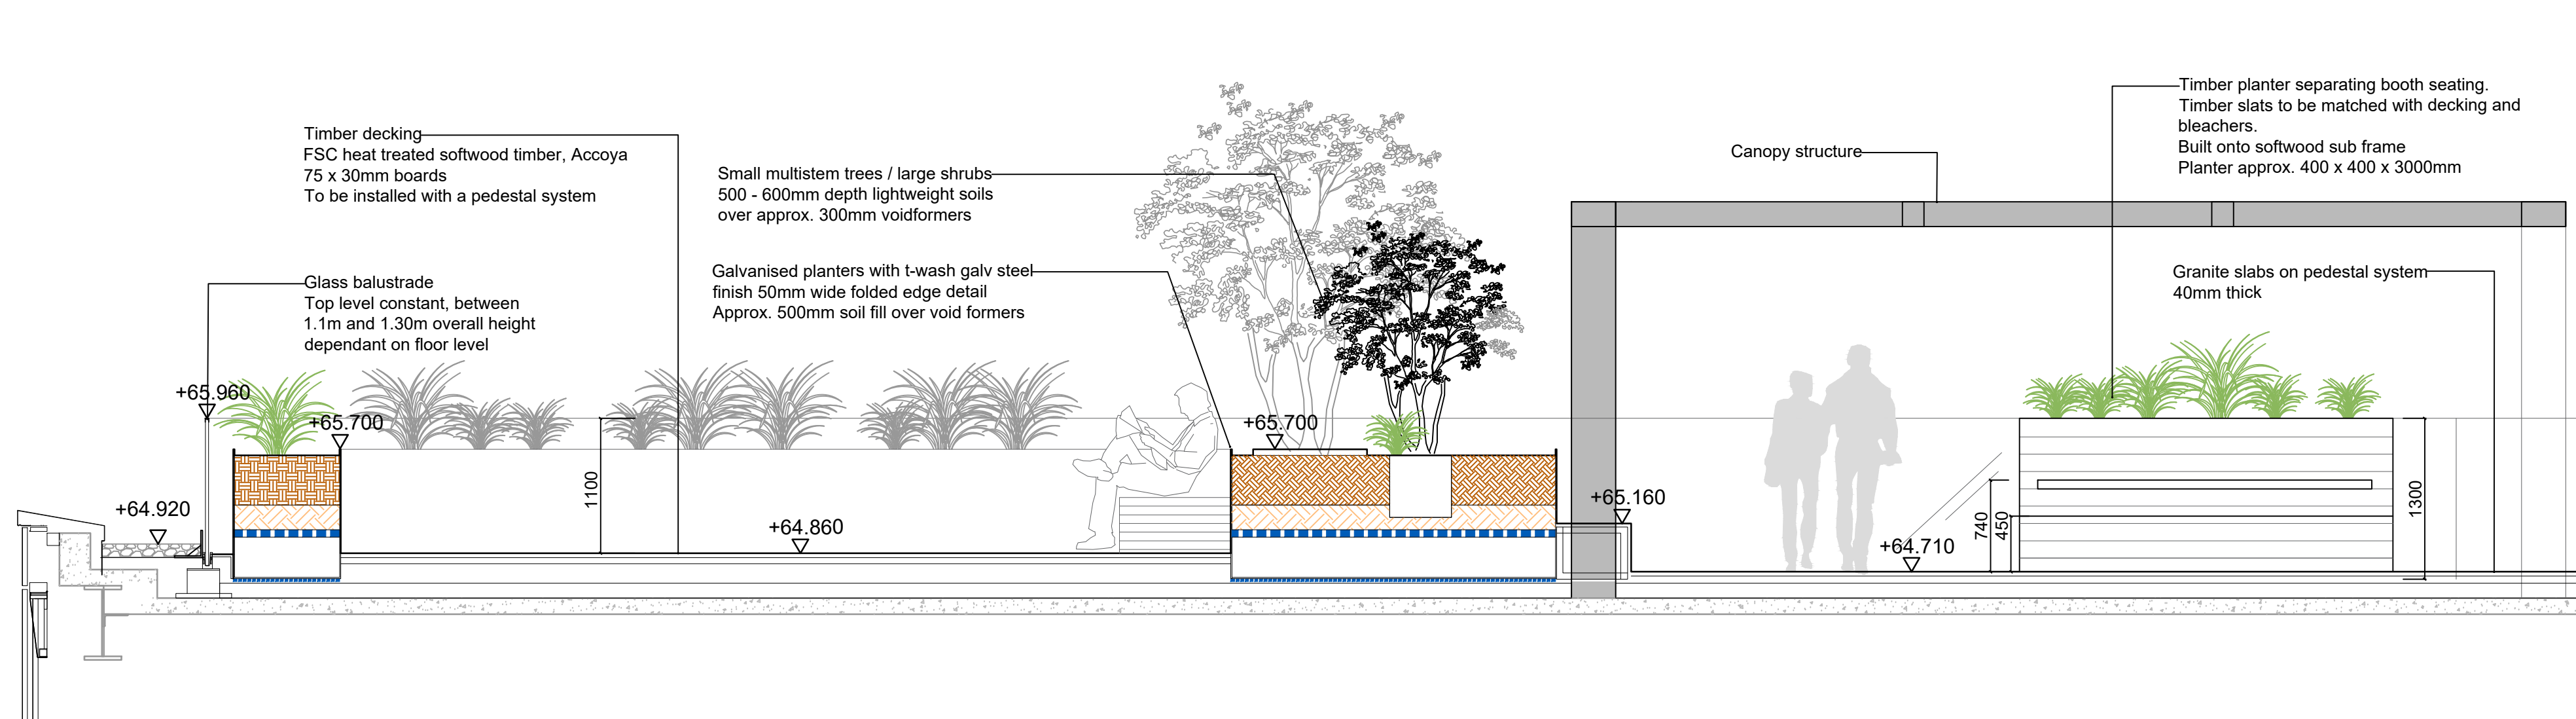 Timber decking
FSC heat treated softwood timber, Accoya
75 x 30mm boards
To be installed with a pedestal system
Glass balustrade
Top level constant, between
1.1m and 1.30m overall height
dependant on floor level
Small multistem trees / large shrubs
500 - 600mm depth lightweight soils
over approx. 300mm voidformers
Galvanised planters with t-wash galv steel
finish 50mm wide folded edge detail
Approx. 500mm soil fill over void formers
Canopy structure
Timber planter separating booth seating.
Timber slats to be matched with decking and
bleachers.
Built onto softwood sub frame
Planter approx. 400 x 400 x 3000mm
Granite slabs on pedestal system
40mm thick
+65.960
+65.700
+64.920
1100
+64.860
+65.700
+65.160
+64.710
740
450
1300